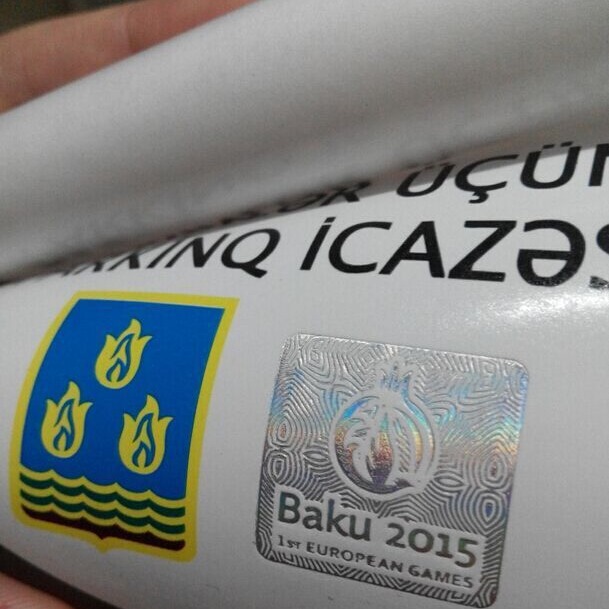 ÜÇÜN
İCAZƏS
Baku 2015
1ST EUROPEAN GAMES